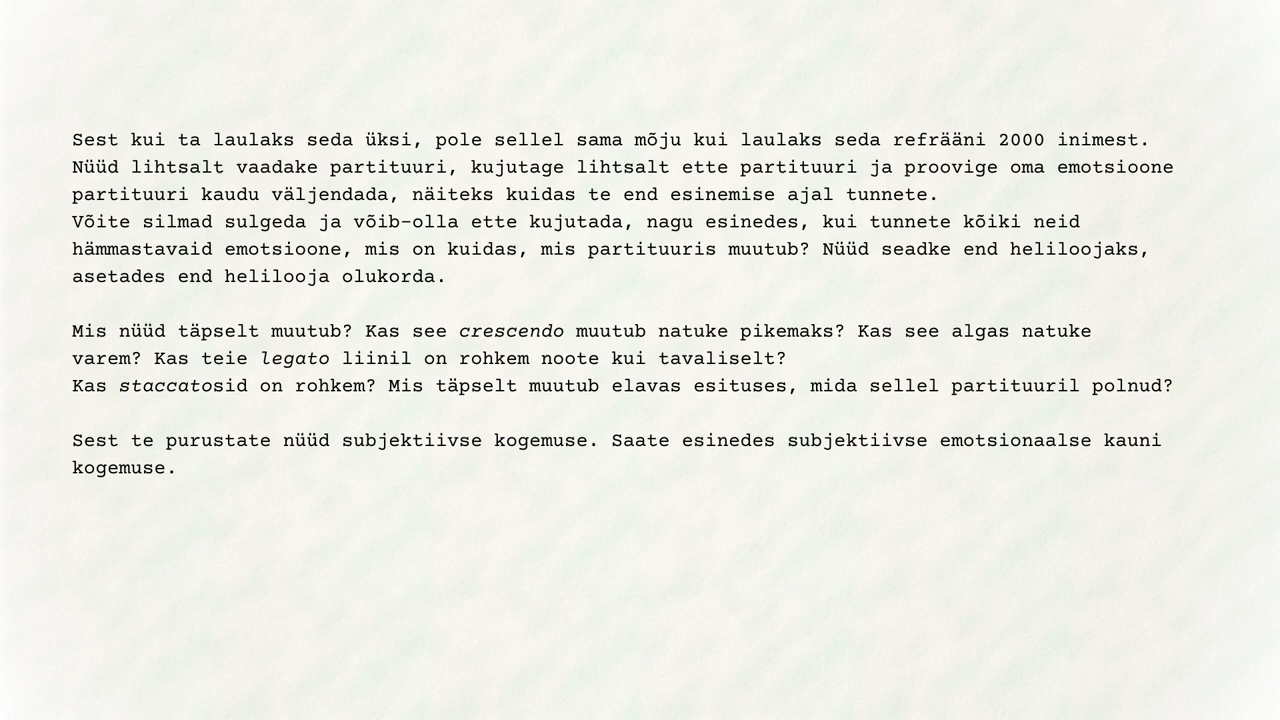 Sest kui ta laulaks seda üksi, pole sellel sama mõju kui laulaks seda refrääni 2000 inimest.
Nüüd lihtsalt vaadake partituuri, kujutage lihtsalt ette partituuri ja proovige oma emotsioone
partituuri kaudu väljendada, näiteks kuidas te end esinemise ajal tunnete.
Võite silmad sulgeda ja võib-olla ette kujutada, nagu esinedes, kui tunnete kõiki neid
hämmastavaid emotsioone, mis on kuidas, mis partituuris muutub? Nüüd seadke end heliloojaks,
asetades end helilooja olukorda.
Mis nüüd täpselt muutub? Kas see crescendo muutub natuke pikemaks? Kas see algas natuke
varem? Kas teie legato liinil on rohkem noote kui tavaliselt?
Kas staccatosid on rohkem? Mis täpselt muutub elavas esituses, mida sellel partituuril polnud?
Sest te purustate nüüd subjektiivse kogemuse. Saate esinedes subjektiivse emotsionaalse kauni
kogemuse.